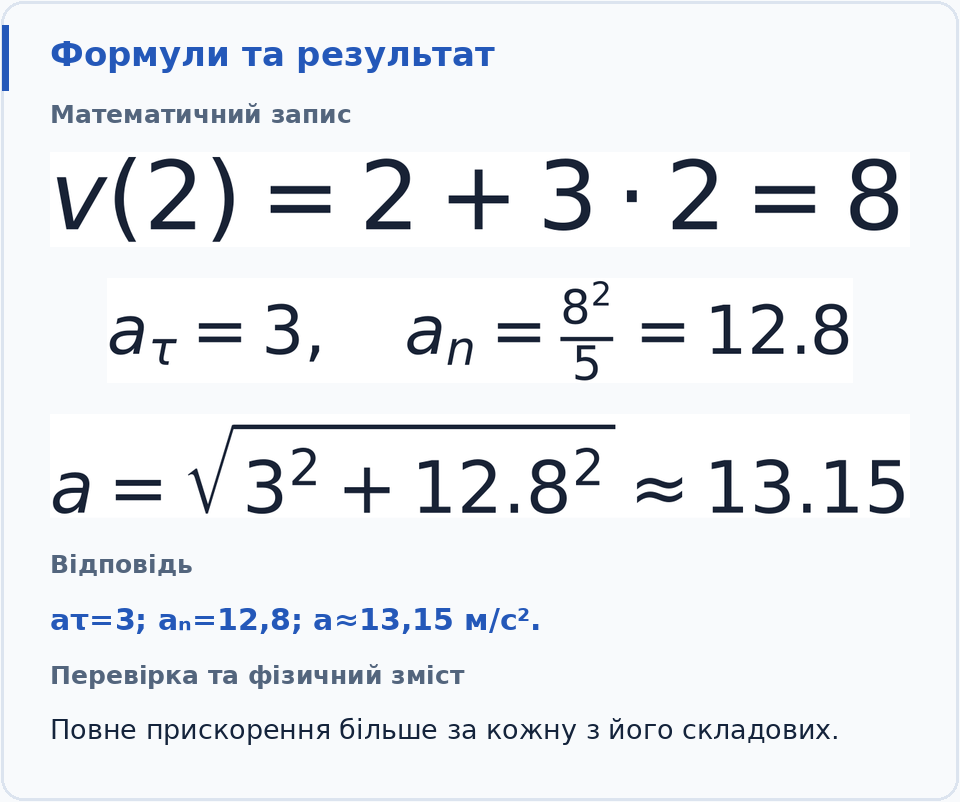 Формули та результат
Математичний запис
v(2) = 2 + 3 · 2 = 8
a_τ = 3, a_n = 8²/5 = 12.8
a = √(3² + 12.8²) ≈ 13.15
Відповідь
aτ=3; aₙ=12,8; a≈13,15 м/с².
Перевірка та фізичний зміст
Повне прискорення більше за кожну з його складових.